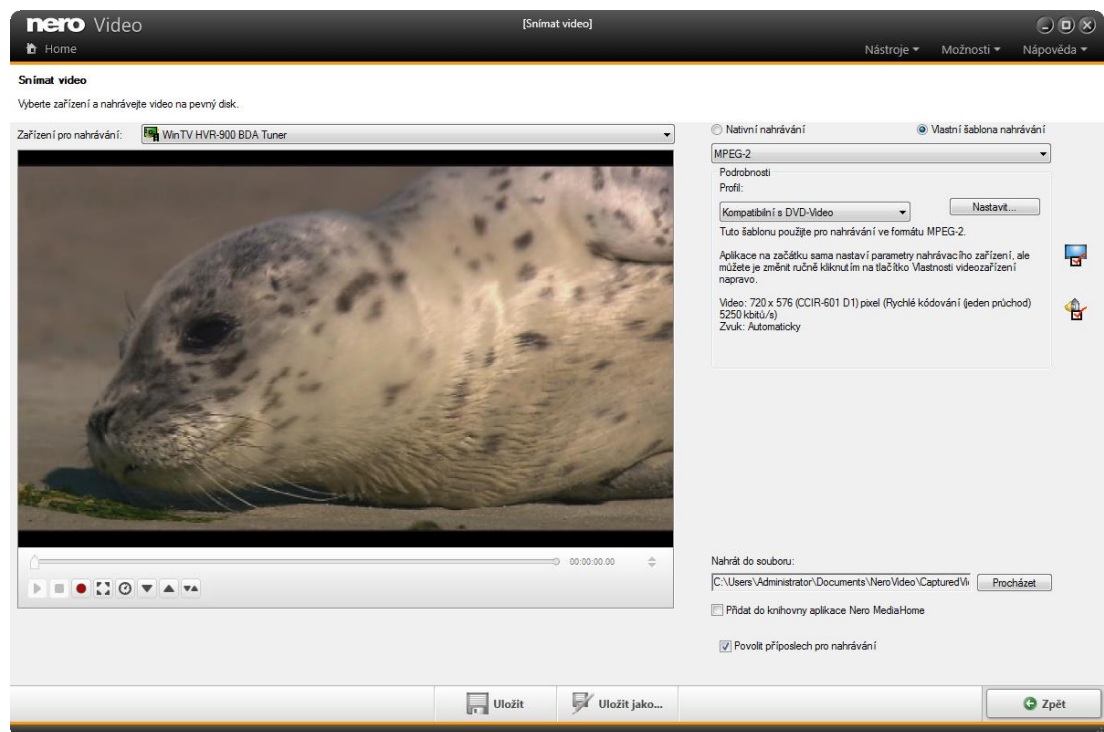 nero Video
[Snímat video]
Home
Nástroje
Možnosti
Nápověda
Snímat video
Vyberte zařízení a nahrávejte video na pevný disk.
Zařízení pro nahrávání:
WinTV HVR-900 BDA Tuner
Nativní nahrávání
Vlastní šablona nahrávání
MPEG-2
Podrobnosti
Profil:
Kompatibilní s DVD-Video
Nastavit...
Tuto šablonu použijte pro nahrávání ve formátu MPEG-2.
Aplikace na začátku sama nastaví parametry nahrávacího zařízení, ale
můžete je změnit ručně kliknutím na tlačítko Vlastnosti videozařízení
napravo.
Video: 720 x 576 (CCIR-601 D1) pixel (Rychlé kódování (jeden průchod)
5250 kbitů/s)
Zvuk: Automaticky
00:00:00.00
Nahrát do souboru:
C:\Users\Administrator\Documents\NeroVideo\CapturedVi
Procházet
Přidat do knihovny aplikace Nero MediaHome
Povolit příposlech pro nahrávání
Uložit
Uložit jako...
Zpět